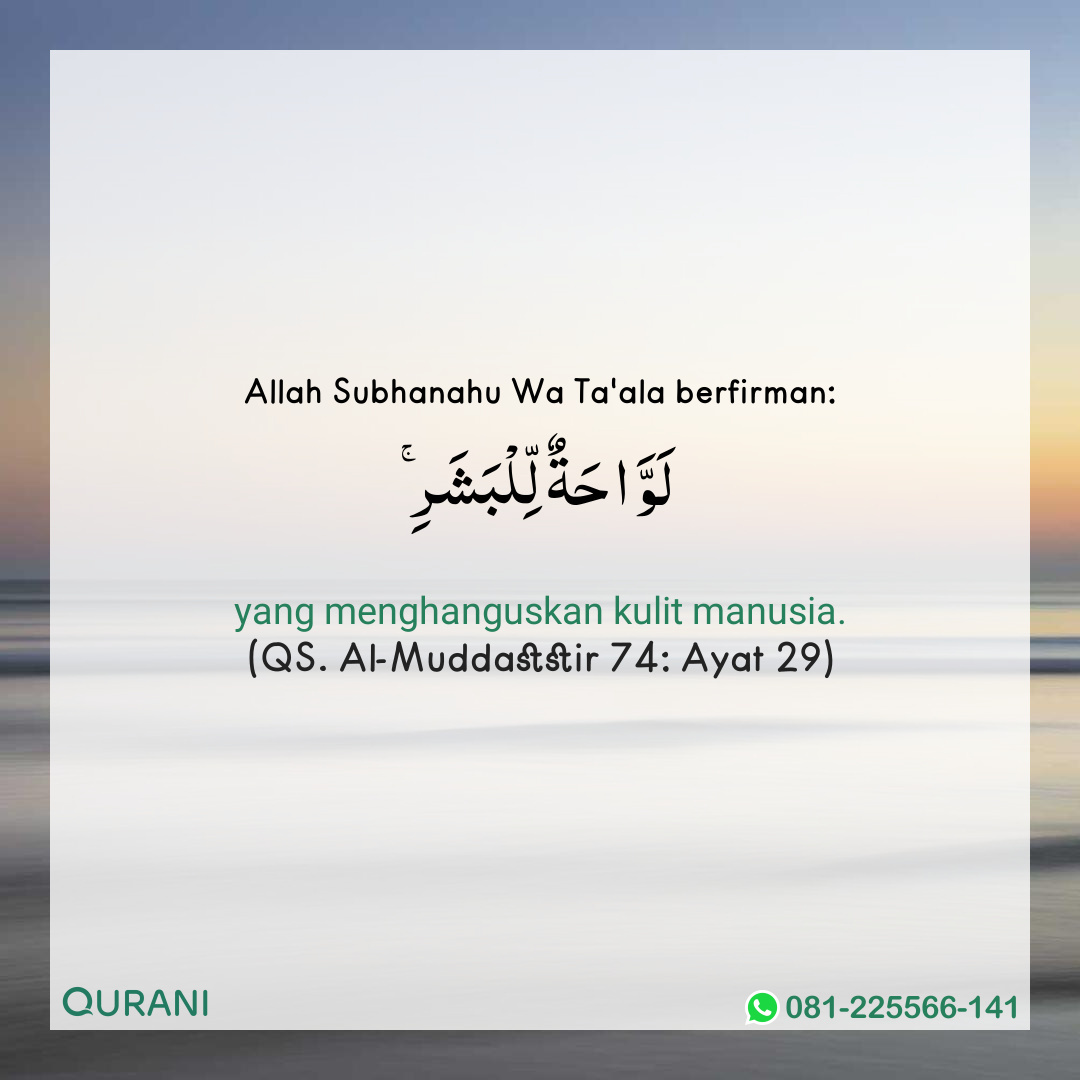 Allah Subhanahu Wa Ta'ala berfirman:
لَوَّاحَةٌ لِّلْبَشَرِۚ
yang menghanguskan kulit manusia.
(QS. Al-Muddaststir 74: Ayat 29)
QURANI
081-225566-141